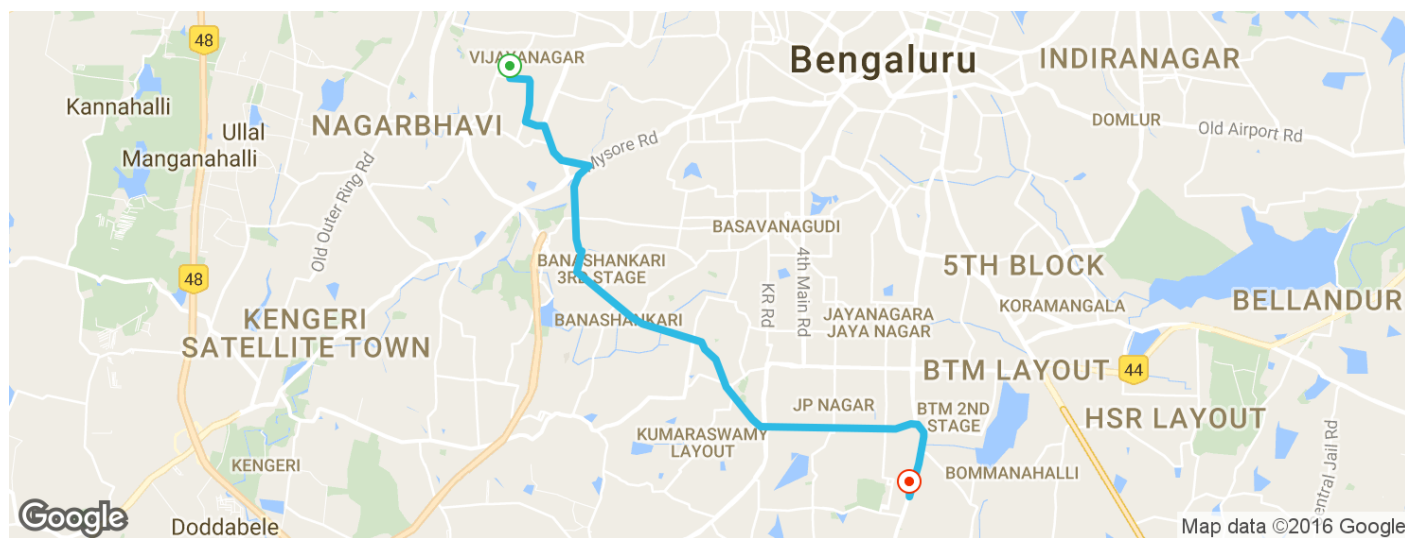 48
VIJAYANAGAR
Bengaluru
INDIRANAGAR
Kannahalli
Ullal
NAGARBHAVI
DOMLUR
Old Airport Rd
Manganahalli
Mysore Rd
Old Outer Ring Rd
BASAVANAGUDI
BANASHANKARI
3RD STAGE
48
4th Main Rd
5TH BLOCK
KORAMANGALA
BELLANDUR
KR Rd
KENGERI
SATELLITE TOWN
BANASHANKARI
JAYANAGARA
JAYA NAGAR
BTM LAYOUT
44
JP NAGAR
BTM 2ND
STAGE
HSR LAYOUT
KUMARASWAMY
LAYOUT
KENGERI
BOMMANAHALLI
entral Jail Rd
Google
Doddabele
Map data ©2016 Google